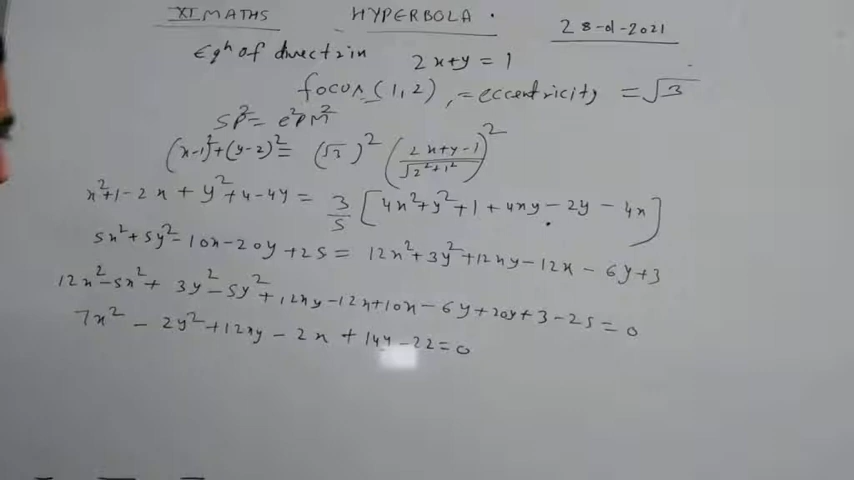 XI MATHS HYPERBOLA . 28-01-2021
Eqn of directrin 2x+y=1
focus (1,2), = eccentricity = √3
SP² = e²PM²
(x-1)²+(y-2)² = (√3)² (2x+y-1/√2²+1²)²
x²+1-2x+y²+4-4y = 3/5 [4x²+y²+1+4xy-2y-4x]
5x²+5y²-10x-20y+25 = 12x²+3y²+12xy-12x-6y+3
12x²-5x²+3y²-5y²+12xy-12x+10x-6y+20y+3-25=0
7x²-2y²+12xy-2x+14y-22=0